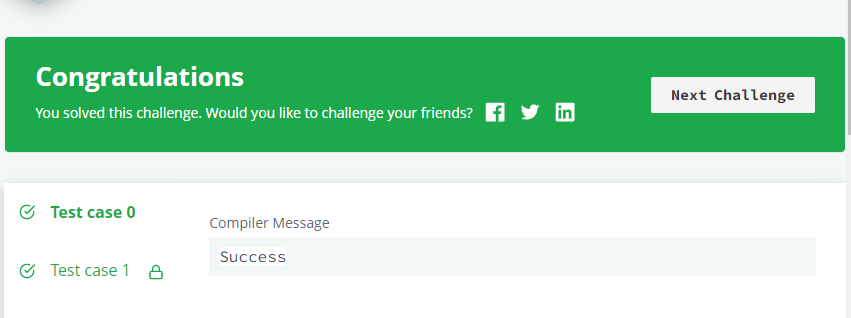 Congratulations
You solved this challenge. Would you like to challenge your friends?
Next Challenge
Test case 0
Compiler Message
Success
Test case 1